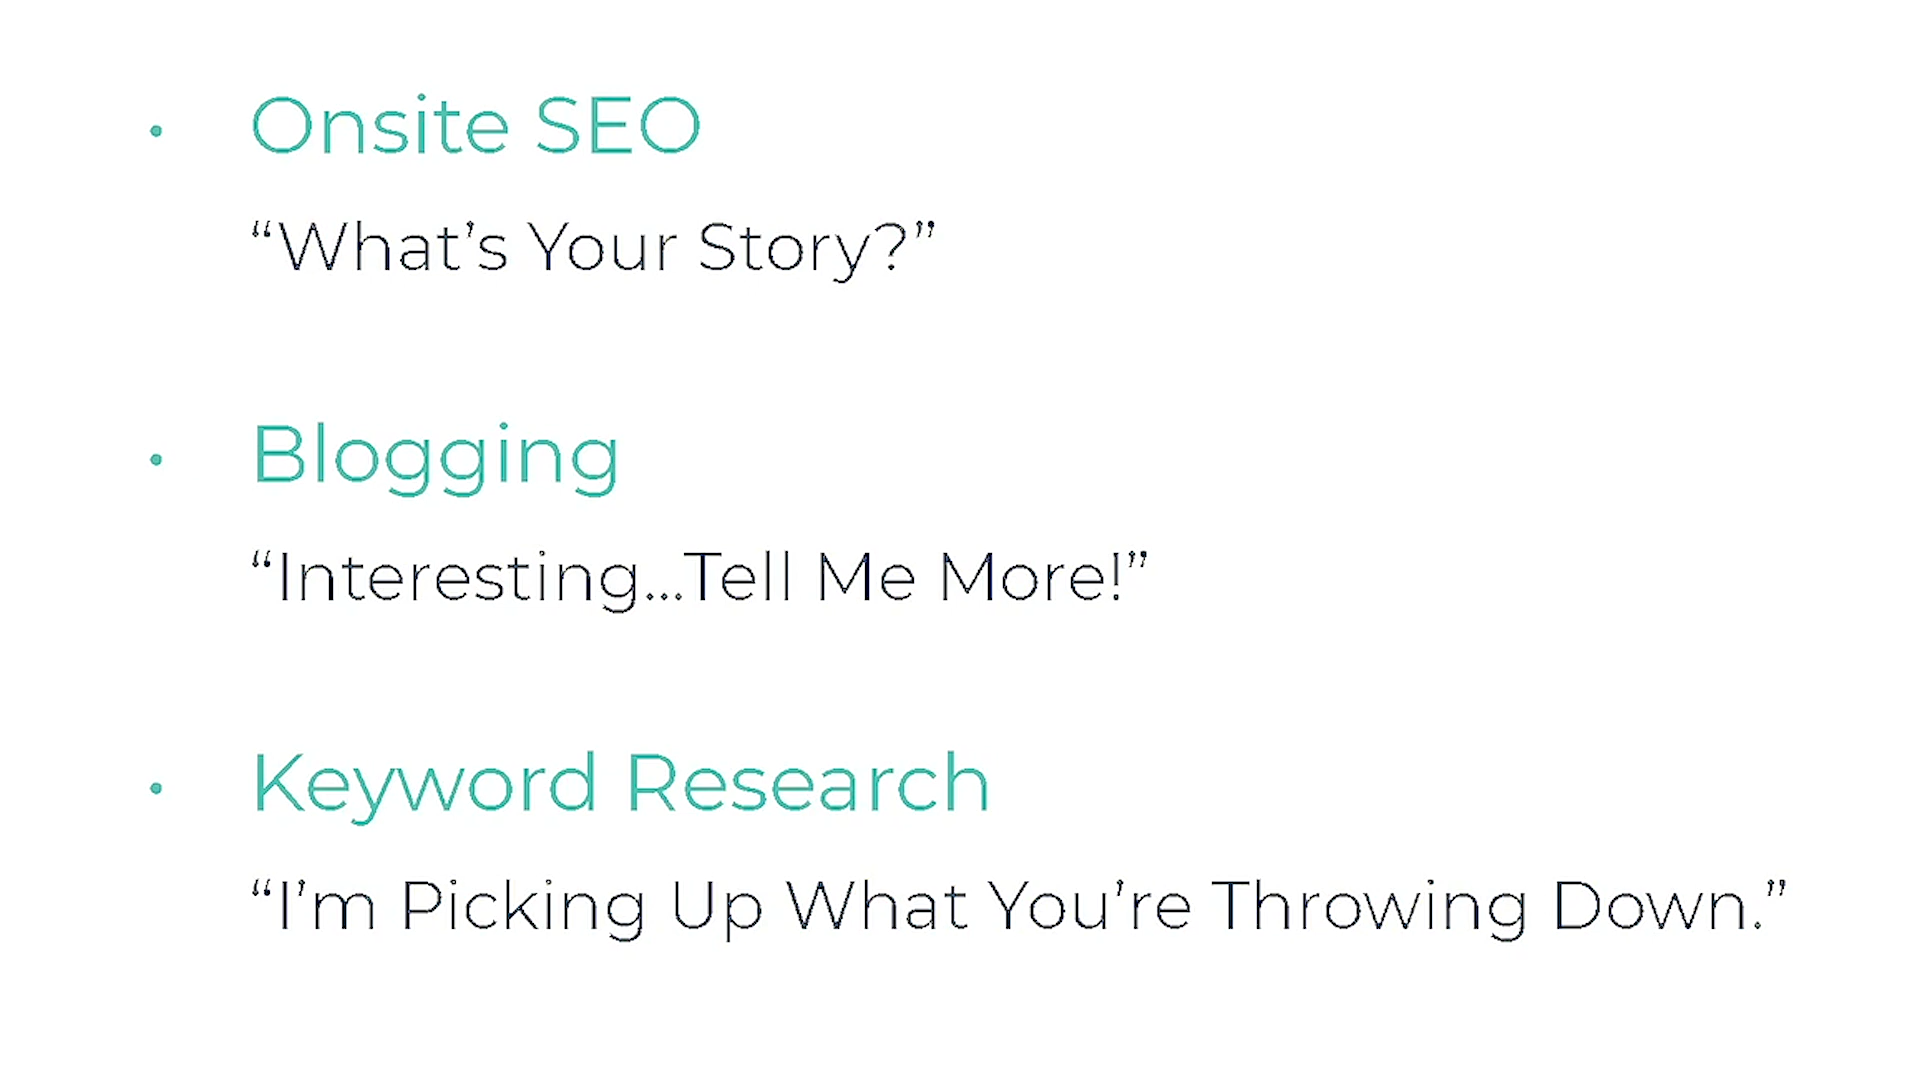 • Onsite SEO
“What’s Your Story?”
• Blogging
“Interesting...Tell Me More!”
• Keyword Research
“I’m Picking Up What You’re Throwing Down.”